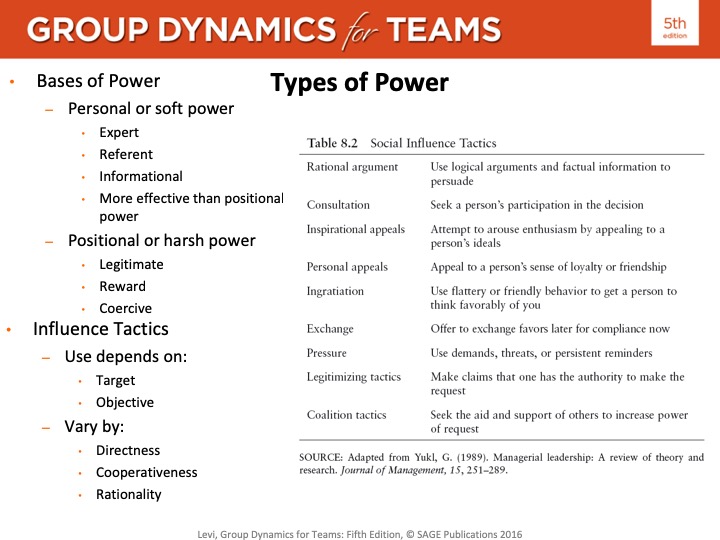 GROUP DYNAMICS for TEAMS
5th
edition
Types of Power
• Bases of Power
– Personal or soft power
• Expert
• Referent
• Informational
• More effective than positional
power
– Positional or harsh power
• Legitimate
• Reward
• Coercive
• Influence Tactics
– Use depends on:
• Target
• Objective
– Vary by:
• Directness
• Cooperativeness
• Rationality
Table 8.2 Social Influence Tactics
Rational argument Use logical arguments and factual information to
persuade
Consultation Seek a person's participation in the decision
Inspirational appeals Attempt to arouse enthusiasm by appealing to a
person's ideals
Personal appeals Appeal to a person's sense of loyalty or friendship
Ingratiation Use flattery or friendly behavior to get a person to
think favorably of you
Exchange Offer to exchange favors later for compliance now
Pressure Use demands, threats, or persistent reminders
Legitimizing tactics Make claims that one has the authority to make the
request
Coalition tactics Seek the aid and support of others to increase power
of request
SOURCE: Adapted from Yukl, G. (1989). Managerial leadership: A review of theory and
research. Journal of Management, 15, 251–289.
Levi, Group Dynamics for Teams: Fifth Edition, © SAGE Publications 2016